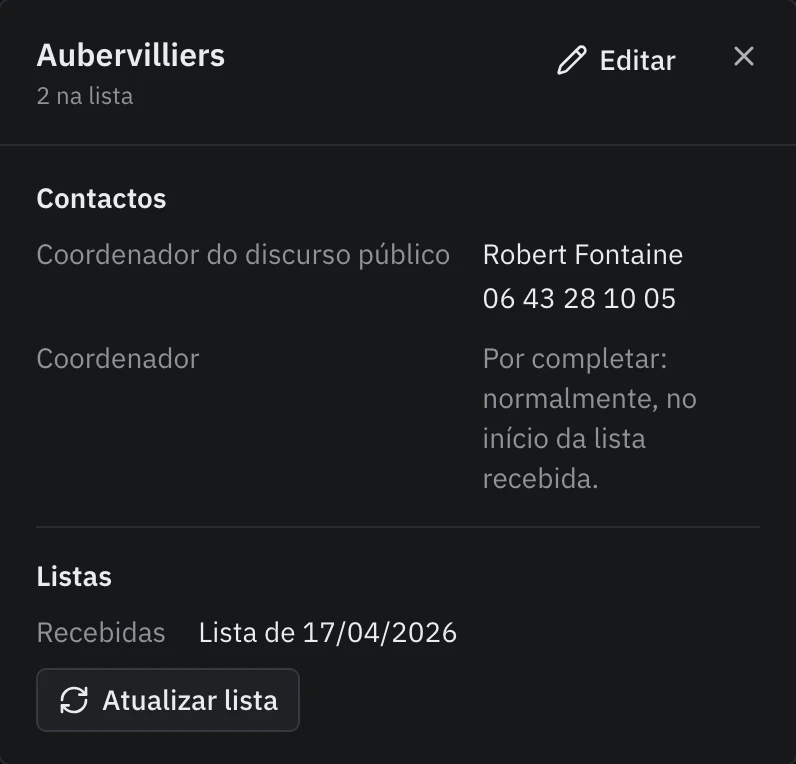 Aubervilliers
Editar
2 na lista
Contactos
Coordenador do discurso público
Robert Fontaine
06 43 28 10 05
Coordenador
Por completar:
normalmente, no
início da lista
recebida.
Listas
Recebidas
Lista de 17/04/2026
Atualizar lista